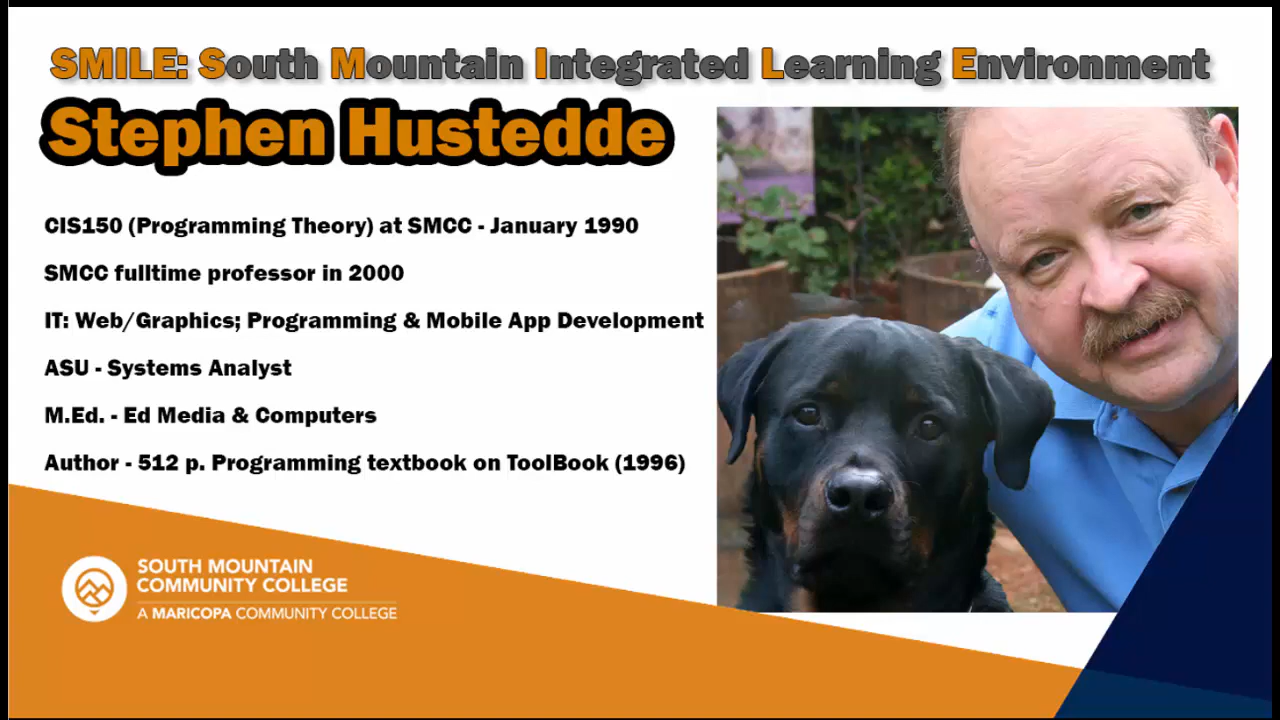 SMILE: South Mountain Integrated Learning Environment
Stephen Hustedde
CIS150 (Programming Theory) at SMCC - January 1990
SMCC fulltime professor in 2000
IT: Web/Graphics; Programming & Mobile App Development
ASU - Systems Analyst
M.Ed. - Ed Media & Computers
Author - 512 p. Programming textbook on ToolBook (1996)
SOUTH MOUNTAIN
COMMUNITY COLLEGE
A MARICOPA COMMUNITY COLLEGE